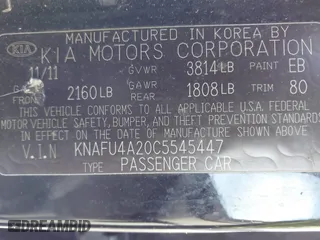 MANUFACTURED IN KOREA BY
KIA KIA MOTORS CORPORATION
11/11 GVWR 3814LB PAINT EB
FRONT 2160LB GAWR REAR 1808LB TRIM 80
THIS VEHICLE CONFORMS TO ALL APPLICABLE U.S.A. FEDERAL
MOTOR VEHICLE SAFETY, BUMPER, AND THEFT PREVENTION STANDARDS
IN EFFECT ON THE DATE OF MANUFACTURE SHOWN ABOVE.
V.I.N KNAFU4A20C5545447
TYPE PASSENGER CAR
DREAMBID